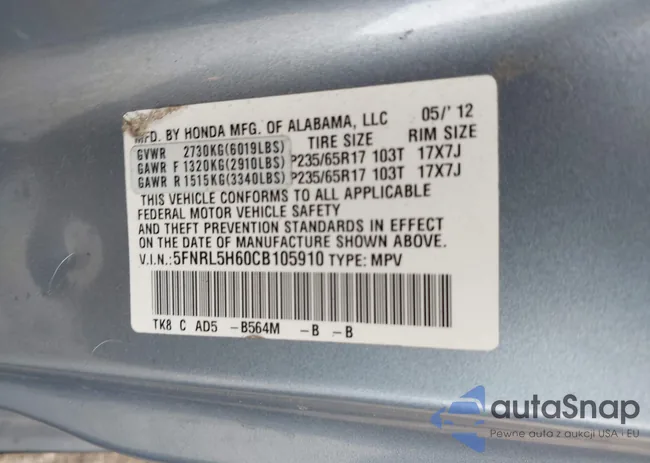 MFD. BY HONDA MFG. OF ALABAMA, LLC 05/'12
GVWR 2730KG(6019LBS) TIRE SIZE RIM SIZE
GAWR F 1320KG(2910LBS) P235/65R17 103T 17X7J
GAWR R 1515KG(3340LBS) P235/65R17 103T 17X7J
THIS VEHICLE CONFORMS TO ALL APPLICABLE
FEDERAL MOTOR VEHICLE SAFETY
AND THEFT PREVENTION STANDARDS IN EFFECT
ON THE DATE OF MANUFACTURE SHOWN ABOVE.
V.I.N.:5FNRL5H60CB105910 TYPE: MPV
TK8 C AD5 -B564M -B -B
autoSnap
Pewne auta z aukcji USA i EU